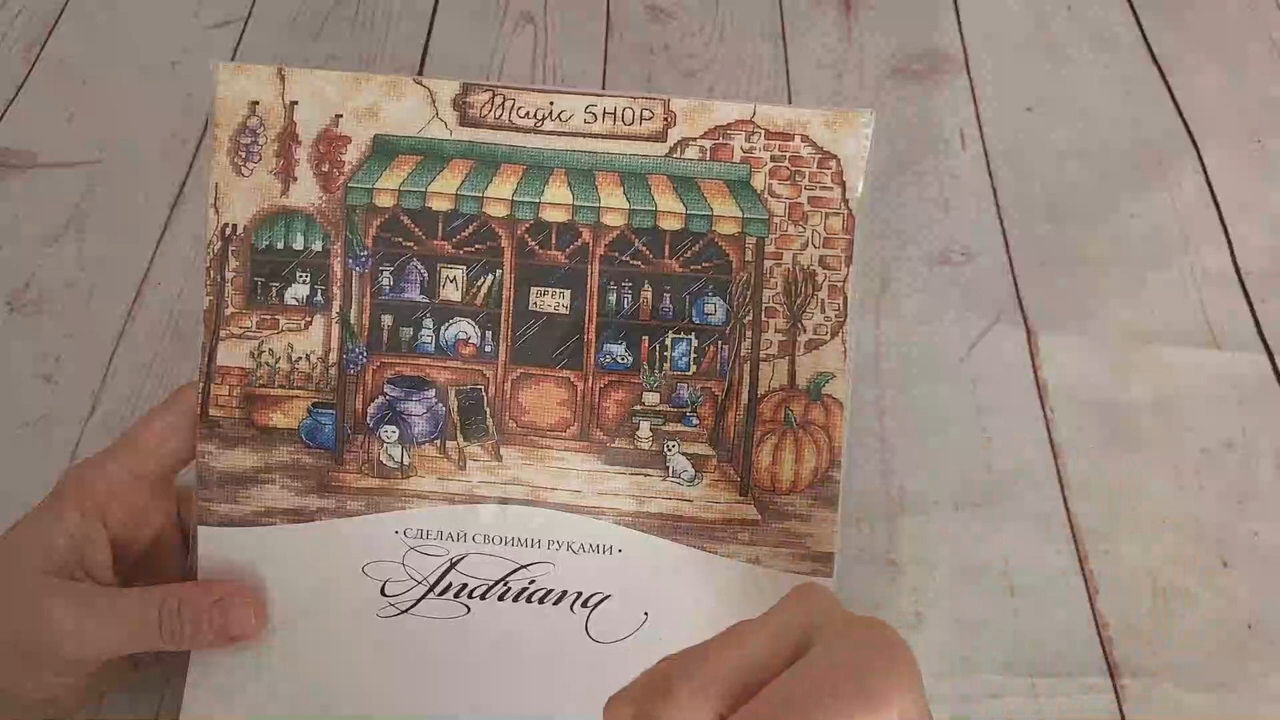 Magic SHOP
M
OPEN
12-24
• СДЕЛАЙ СВОИМИ РУКАМИ •
Andriana